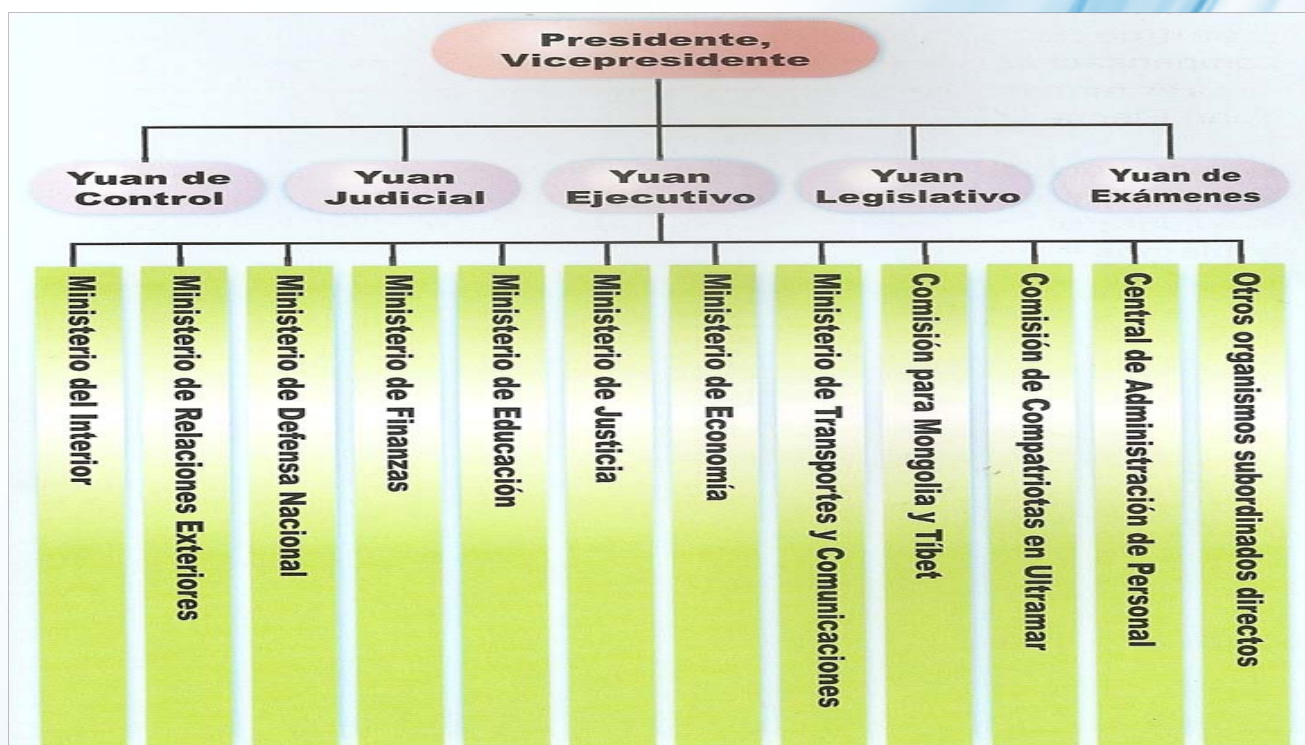 Presidente,
Vicepresidente
Yuan de
Control
Yuan
Judicial
Yuan
Ejecutivo
Yuan
Legislativo
Yuan de
Exámenes
Ministerio del Interior
Ministerio de Relaciones Exteriores
Ministerio de Defensa Nacional
Ministerio de Finanzas
Ministerio de Educación
Ministerio de Justicia
Ministerio de Economía
Ministerio de Transportes y Comunicaciones
Comisión para Mongolia y Tíbet
Comisión de Compatriotas en Ultramar
Central de Administración de Personal
Otros organismos subordinados directos